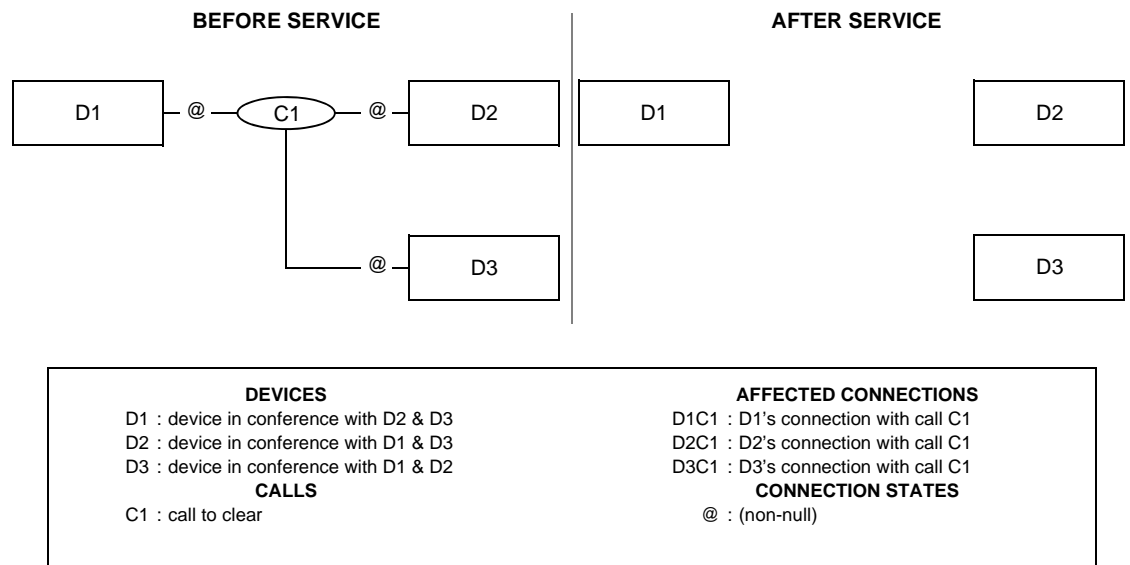 BEFORE SERVICE
AFTER SERVICE
D1 @ C1 @ D2
D1 D2
@ D3
D3
DEVICES
D1 : device in conference with D2 & D3
D2 : device in conference with D1 & D3
D3 : device in conference with D1 & D2
CALLS
C1 : call to clear
AFFECTED CONNECTIONS
D1C1 : D1's connection with call C1
D2C1 : D2's connection with call C1
D3C1 : D3's connection with call C1
CONNECTION STATES
@ : (non-null)